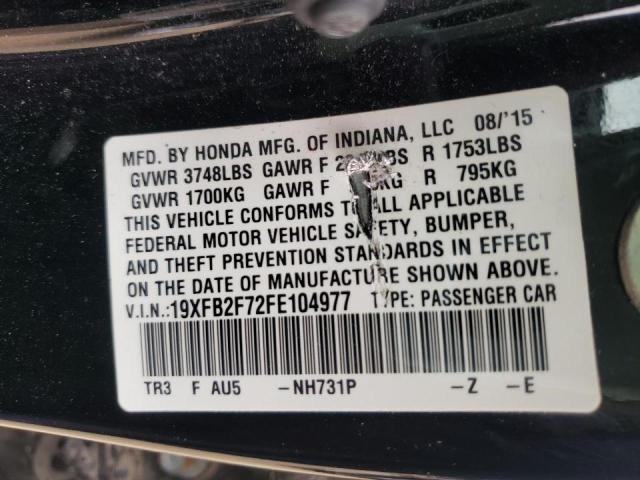 MFD. BY HONDA MFG. OF INDIANA, LLC 08/'15
GVWR 3748LBS GAWR F R 1753LBS
GVWR 1700KG GAWR F R 795KG
THIS VEHICLE CONFORMS TO ALL APPLICABLE
FEDERAL MOTOR VEHICLE SAFETY, BUMPER,
AND THEFT PREVENTION STANDARDS IN EFFECT
ON THE DATE OF MANUFACTURE SHOWN ABOVE.
V.I.N.:19XFB2F72FE104977 TYPE: PASSENGER CAR
TR3 F AU5 -NH731P -Z -E